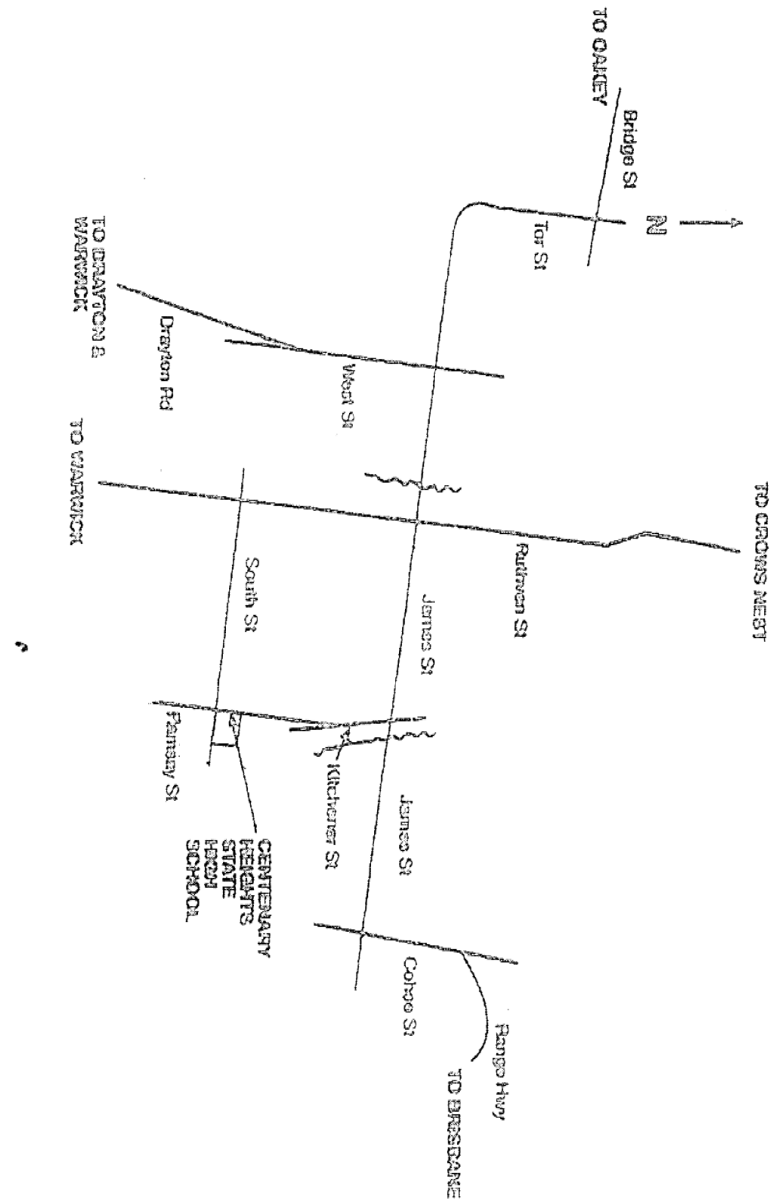 TO OAKEY
Bridge St
N
Tor St
TO DRAYTON &
WARWICK
Drayton Rd
West St
TO WARWICK
TO CROWS NEST
Ruthven St
South St
James St
Ramsay St
Kitchener St
James St
CENTENARY
HEIGHTS
STATE
HIGH
SCHOOL
Cohoe St
Range Hwy
TO BRISBANE